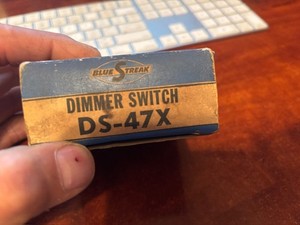 BLUE STREAK
DIMMER SWITCH
DS-47X